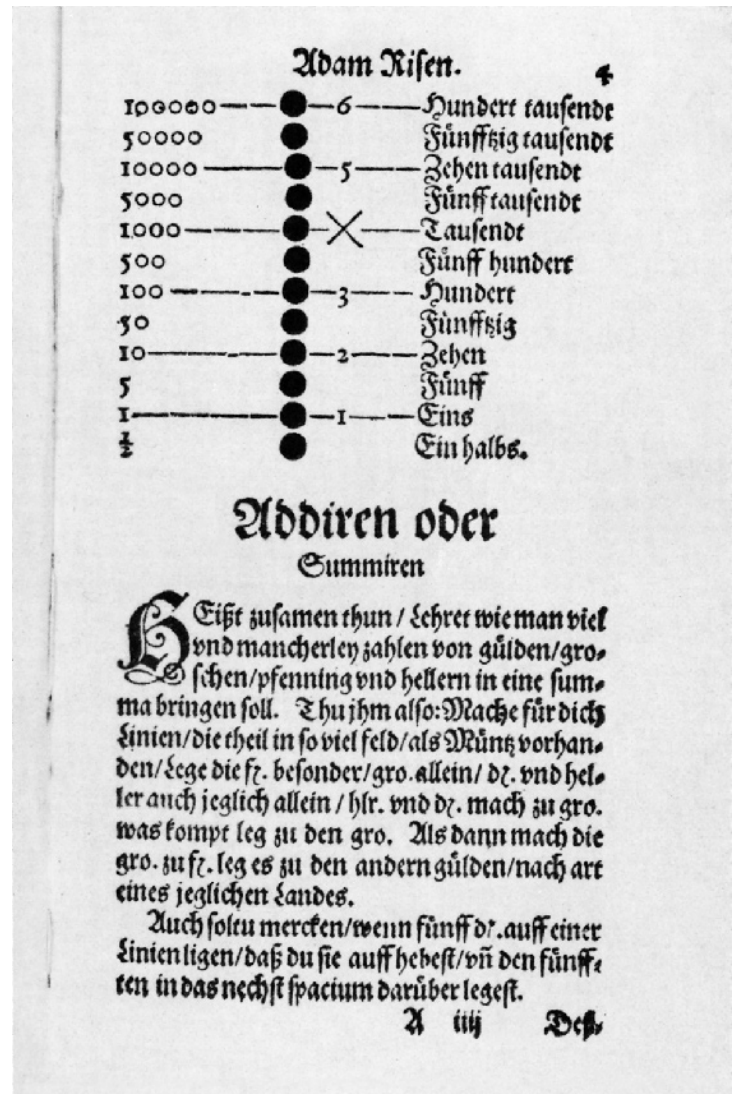 Adam Risen. 4
100000 6 Hundert tausendt
50000 Fünfftzig tausendt
10000 5 Zehen tausendt
5000 Fünff tausendt
1000 Tausendt
500 Fünff hundert
100 3 Hundert
50 Fünfftzig
10 2 Zehen
5 Fünff
1 1 Eins
½ Ein halbs.
Addiren oder
Summiren
HEißt zusamen thun / Lehret wie man viel
vnd mancherley zahlen von gülden/gro-
schen/pfenning vnd hellern in eine sum-
ma bringen soll. Thu jhm also: Mache für dich
Linien/die theil in so viel feld/als Müntz vorhan-
den/Lege die fꝛ. besonder/gro. allein/ dꝛ. vnd hel-
ler auch jeglich allein / hlr. vnd dꝛ. mach zu gro.
was kompt leg zu den gro. Als dann mach die
gro. zu fꝛ. leg es zu den andern gülden/nach art
eines jeglichen Landes.
Auch soltu mercken/wenn fünff dꝛ. auff einer
Linien ligen/daß du sie auff hebest/vñ den fünff-
ten in das nechst spacium darüber legest.
A iiij Deß-